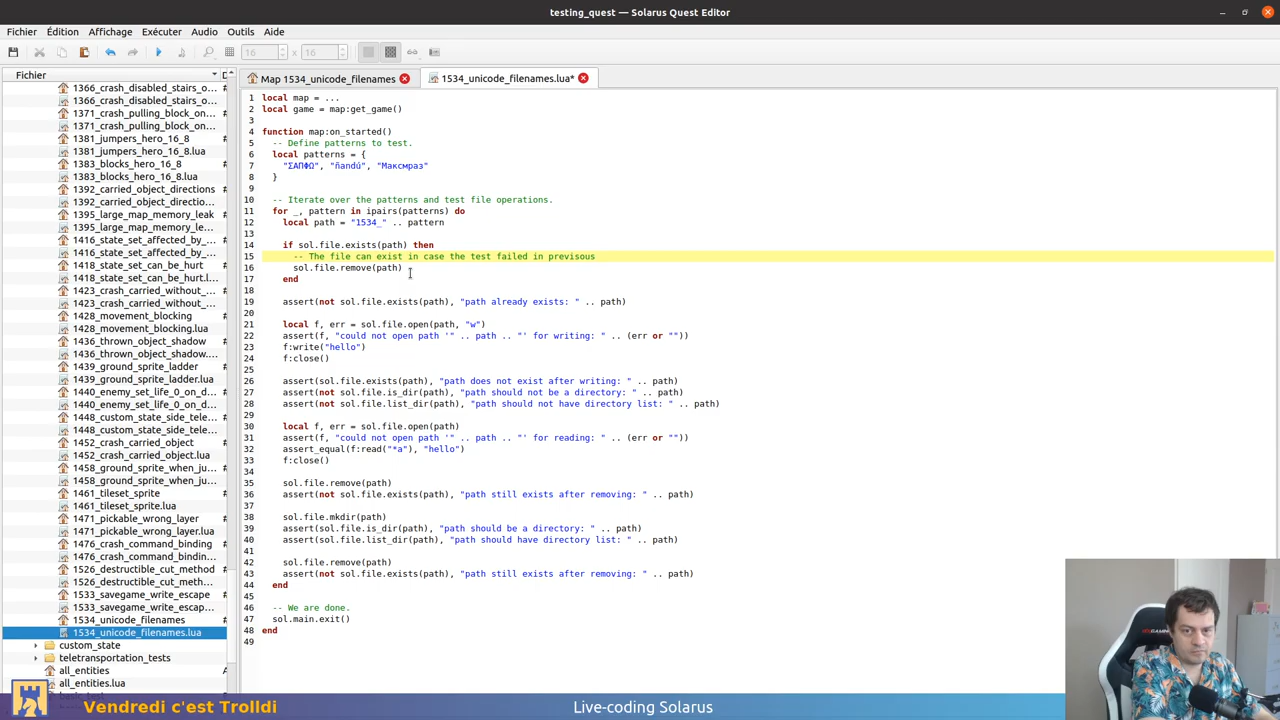 testing_quest — Solarus Quest Editor
Fichier Édition Affichage Exécuter Audio Outils Aide
16 x 16
Fichier
1366_crash_disabled_stairs_o...
1366_crash_disabled_stairs_o...
1371_crash_pulling_block_on...
1371_crash_pulling_block_on...
1381_jumpers_hero_16_8
1381_jumpers_hero_16_8.lua
1383_blocks_hero_16_8
1383_blocks_hero_16_8.lua
1392_carried_object_directions
1392_carried_object_direction...
1395_large_map_memory_leak
1395_large_map_memory_le...
1416_state_set_affected_by_...
1416_state_set_affected_by_...
1418_state_set_can_be_hurt
1418_state_set_can_be_hurt.l...
1423_crash_carried_without_...
1423_crash_carried_without_...
1428_movement_blocking
1428_movement_blocking.lua
1436_thrown_object_shadow
1436_thrown_object_shadow....
1439_ground_sprite_ladder
1439_ground_sprite_ladder.lua
1440_enemy_set_life_0_on_d...
1440_enemy_set_life_0_on_d...
1448_custom_state_side_tele...
1448_custom_state_side_tele...
1452_crash_carried_object
1452_crash_carried_object.lua
1458_ground_sprite_when_ju...
1458_ground_sprite_when_ju...
1461_tileset_sprite
1461_tileset_sprite.lua
1471_pickable_wrong_layer
1471_pickable_wrong_layer.lua
1476_crash_command_binding
1476_crash_command_bindin...
1526_destructible_cut_method
1526_destructible_cut_meth...
1533_savegame_write_escape
1533_savegame_write_escap...
1534_unicode_filenames
1534_unicode_filenames.lua
custom_state
teletransportation_tests
all_entities
all_entities.lua
Map 1534_unicode_filenames 1534_unicode_filenames.lua*
1 local map = ...
2 local game = map:get_game()
3
4 function map:on_started()
5 -- Define patterns to test.
6 local patterns = {
7 "ΣΑΠΦΩ", "ñandú", "Максмраз"
8 }
9
10 -- Iterate over the patterns and test file operations.
11 for _, pattern in ipairs(patterns) do
12 local path = "1534_" .. pattern
13
14 if sol.file.exists(path) then
15 -- The file can exist in case the test failed in previsous
16 sol.file.remove(path)
17 end
18
19 assert(not sol.file.exists(path), "path already exists: " .. path)
20
21 local f, err = sol.file.open(path, "w")
22 assert(f, "could not open path '" .. path .. "' for writing: " .. (err or ""))
23 f:write("hello")
24 f:close()
25
26 assert(sol.file.exists(path), "path does not exist after writing: " .. path)
27 assert(not sol.file.is_dir(path), "path should not be a directory: " .. path)
28 assert(not sol.file.list_dir(path), "path should not have directory list: " .. path)
29
30 local f, err = sol.file.open(path)
31 assert(f, "could not open path '" .. path .. "' for reading: " .. (err or ""))
32 assert_equal(f:read("*a"), "hello")
33 f:close()
34
35 sol.file.remove(path)
36 assert(not sol.file.exists(path), "path still exists after removing: " .. path)
37
38 sol.file.mkdir(path)
39 assert(sol.file.is_dir(path), "path should be a directory: " .. path)
40 assert(sol.file.list_dir(path), "path should have directory list: " .. path)
41
42 sol.file.remove(path)
43 assert(not sol.file.exists(path), "path still exists after removing: " .. path)
44 end
45
46 -- We are done.
47 sol.main.exit()
48 end
49
Vendredi c'est Trolldi Live-coding Solarus